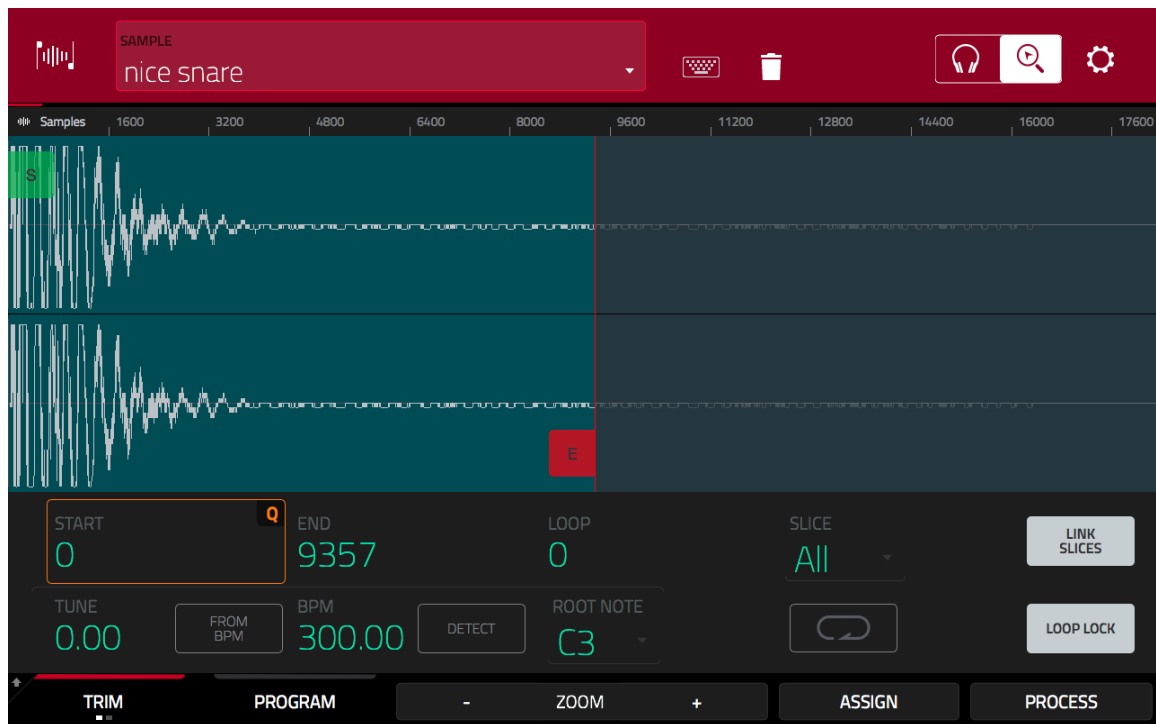 SAMPLE
nice snare
Samples 1600 3200 4800 6400 8000 9600 11200 12800 14400 16000 17600
S
E
START Q END LOOP SLICE
0 9357 0 All
LINK
SLICES
TUNE BPM ROOT NOTE
0.00 FROM
BPM 300.00 DETECT C3 LOOP LOCK
TRIM PROGRAM - ZOOM + ASSIGN PROCESS